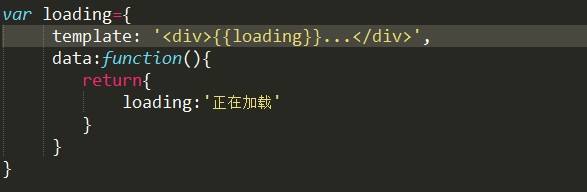 var loading={
template: '<div>{{loading}}...</div>',
data:function(){
return{
loading:'正在加载'
}
}
}